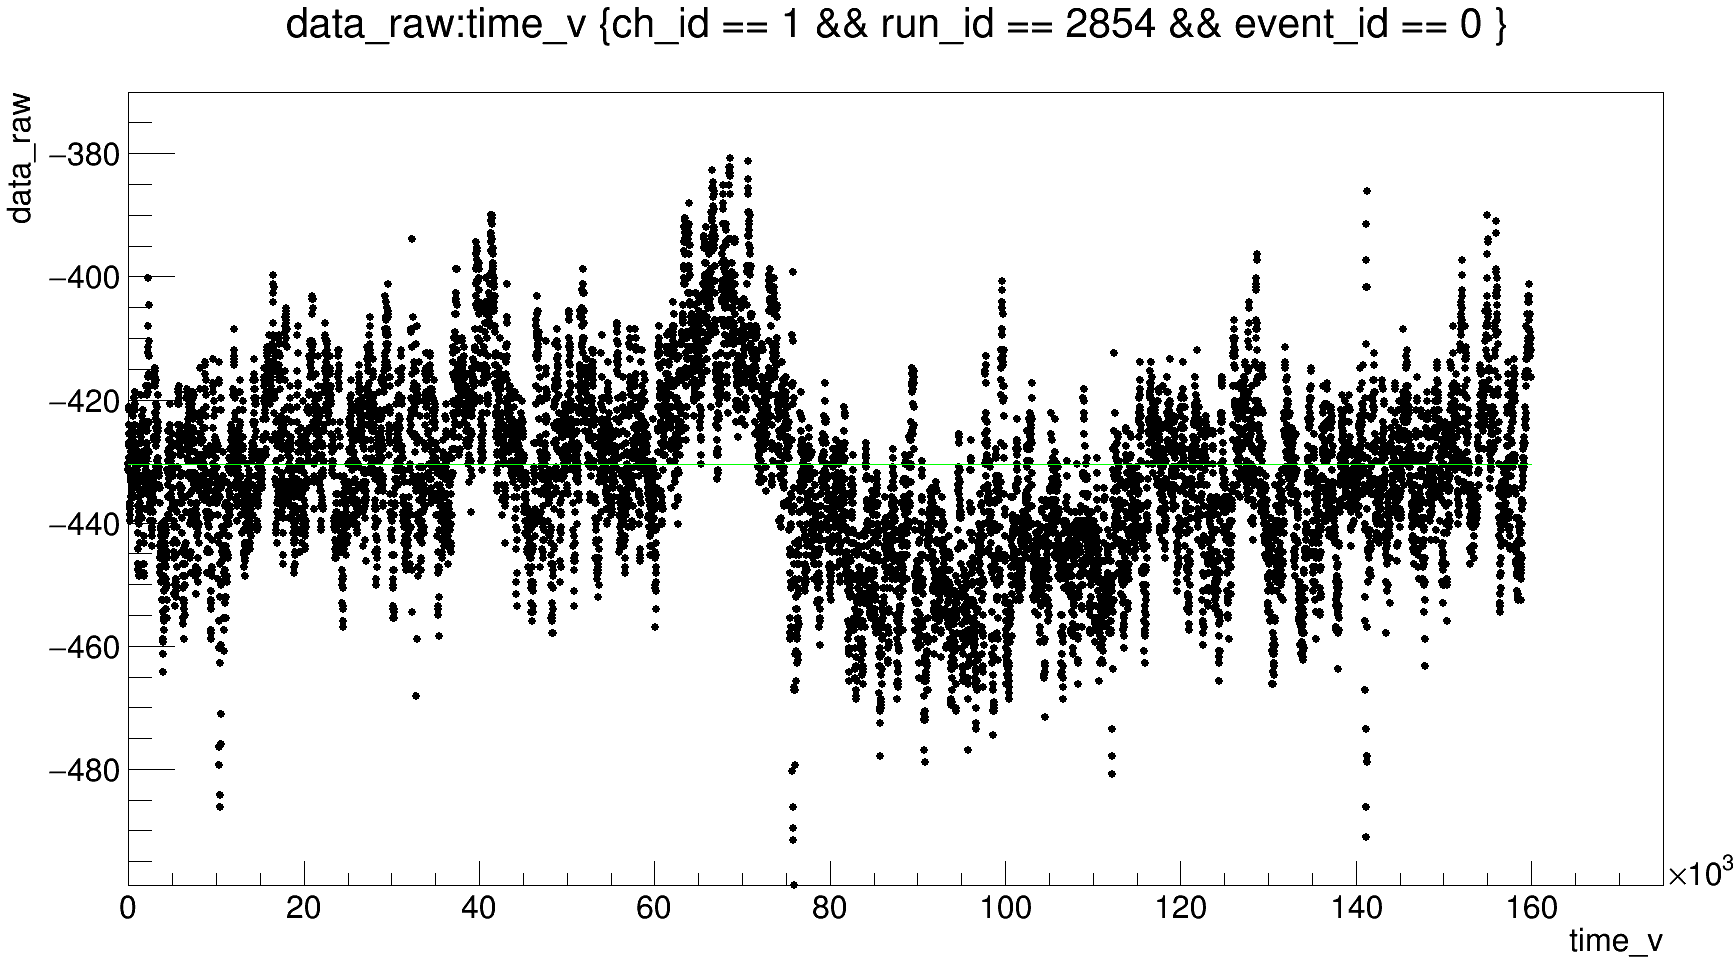 data_raw:time_v {ch_id == 1 && run_id == 2854 && event_id == 0 }
data_raw
−380
−400
−420
−440
−460
−480
0 20 40 60 80 100 120 140 160
×10³
time_v